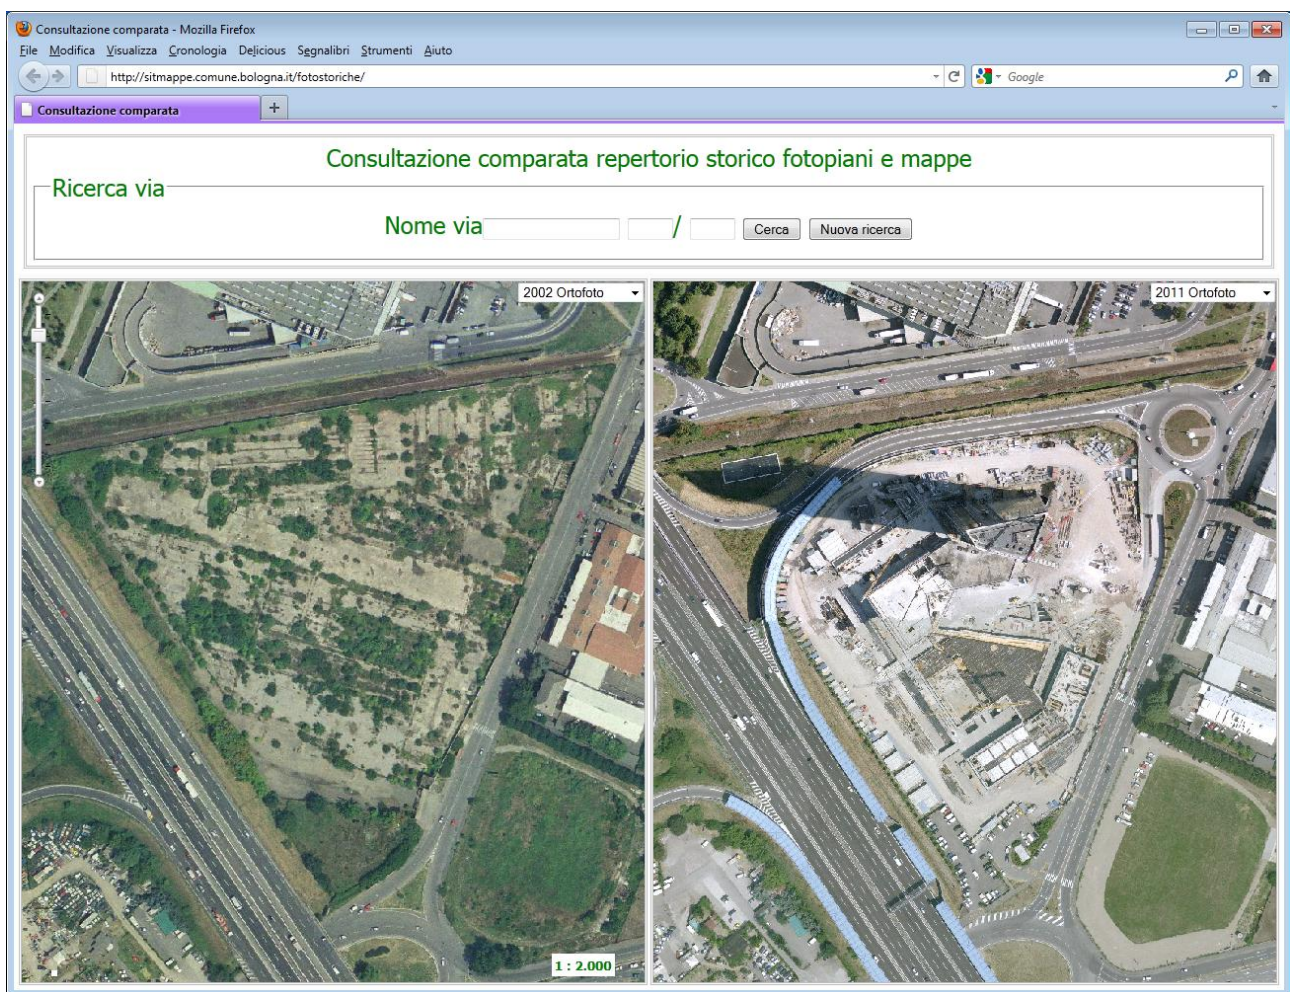 Consultazione comparata - Mozilla Firefox
File Modifica Visualizza Cronologia Delicious Segnalibri Strumenti Aiuto
http://sitmappe.comune.bologna.it/fotostoriche/
Google
Consultazione comparata
+
Consultazione comparata repertorio storico fotopiani e mappe
Ricerca via
Nome via / Cerca Nuova ricerca
2002 Ortofoto
2011 Ortofoto
1 : 2.000